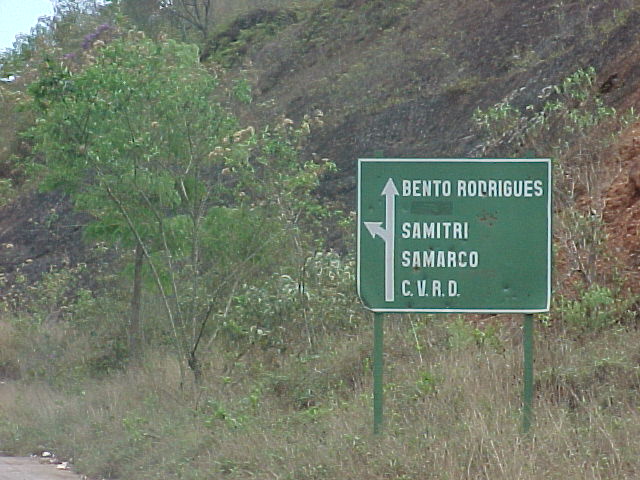 BENTO RODRIGUES
SAMITRI
SAMARCO
C.V.R.D.